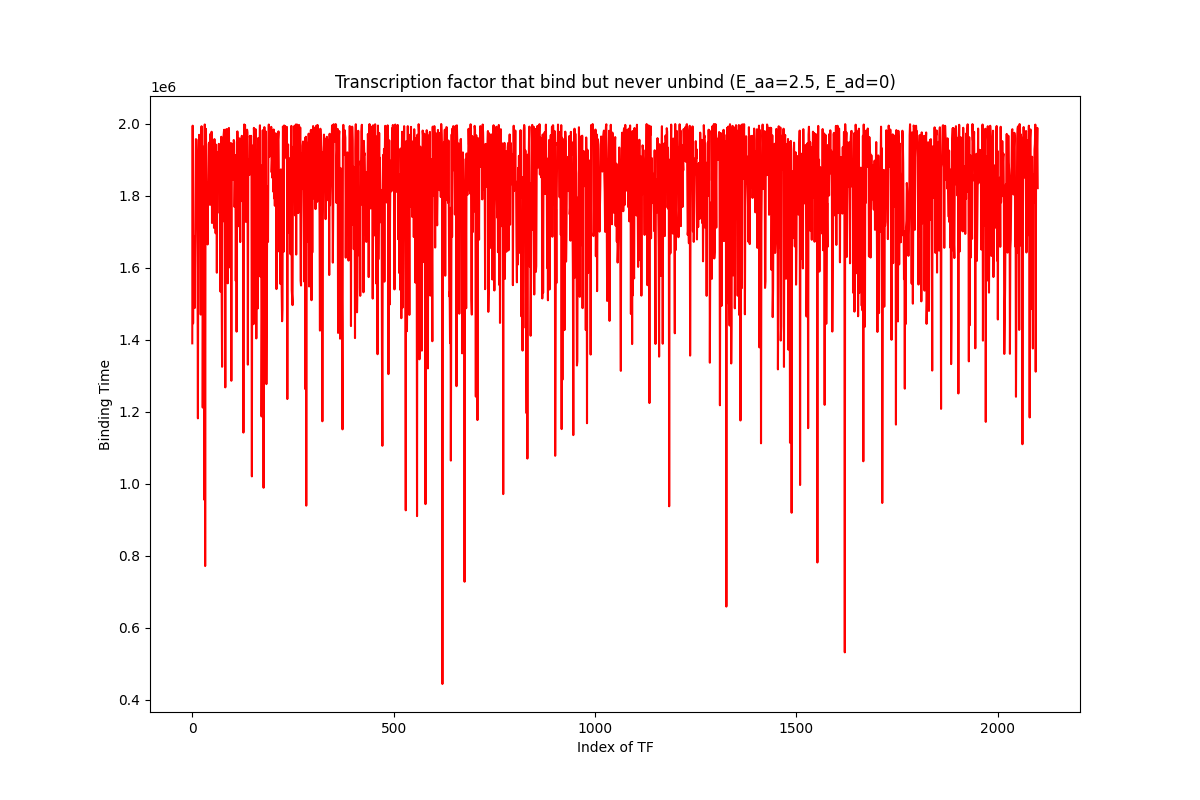 Transcription factor that bind but never unbind (E_aa=2.5, E_ad=0)
1e6
2.0
1.8
1.6
1.4
1.2
1.0
0.8
0.6
0.4
Binding Time
0 500 1000 1500 2000
Index of TF